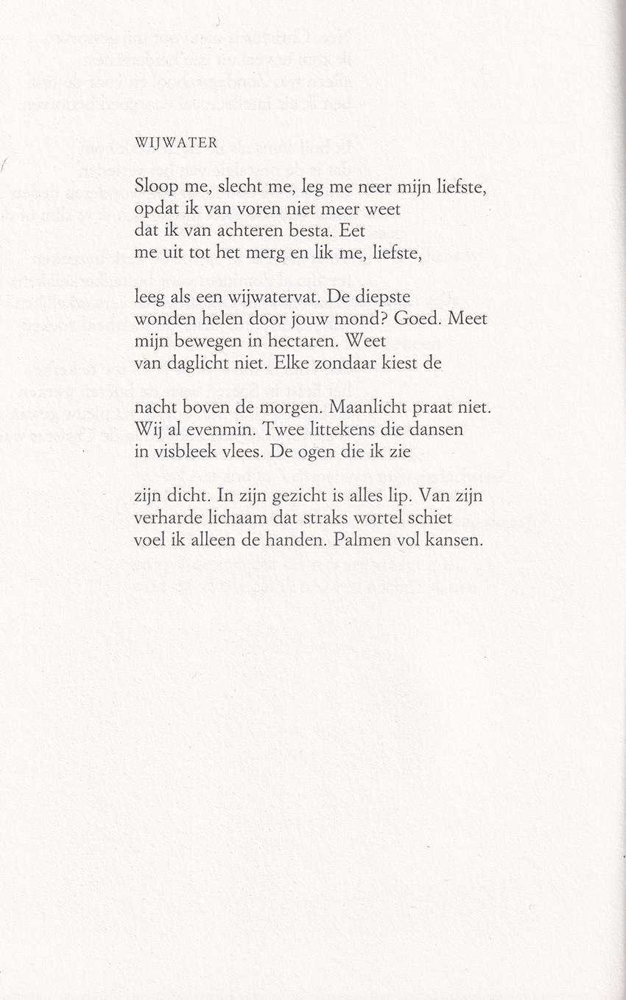 WIJWATER
Sloop me, slecht me, leg me neer mijn liefste,
opdat ik van voren niet meer weet
dat ik van achteren besta. Eet
me uit tot het merg en lik me, liefste,
leeg als een wijwatervat. De diepste
wonden helen door jouw mond? Goed. Meet
mijn bewegen in hectaren. Weet
van daglicht niet. Elke zondaar kiest de
nacht boven de morgen. Maanlicht praat niet.
Wij al evenmin. Twee littekens die dansen
in visbleek vlees. De ogen die ik zie
zijn dicht. In zijn gezicht is alles lip. Van zijn
verharde lichaam dat straks wortel schiet
voel ik alleen de handen. Palmen vol kansen.